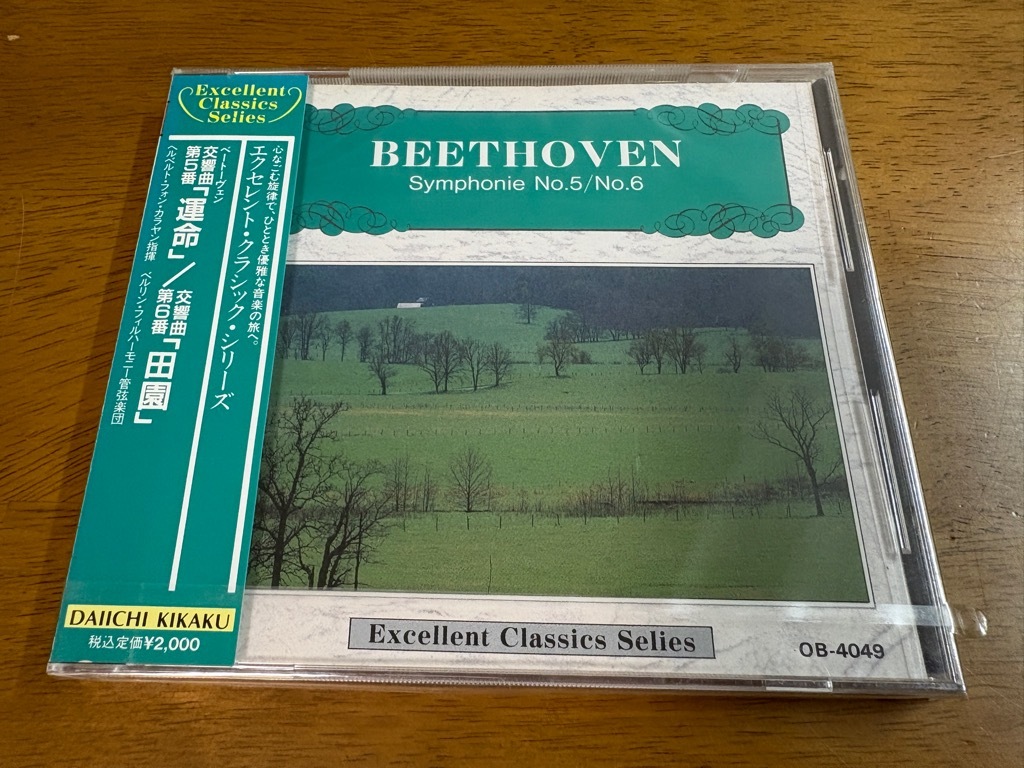 Excellent
Classics
Selies
心なごむ旋律で、ひととき優雅な音楽の旅へ。
エクセレント・クラシック・シリーズ
ベートーヴェン
交響曲
第5番「運命」/交響曲
第6番「田園」
ヘルベルト・フォン・カラヤン指揮 ベルリン・フィルハーモニー管弦楽団
DAIICHI KIKAKU
税込定価¥2,000
BEETHOVEN
Symphonie No.5/No.6
Excellent Classics Selies
OB-4049